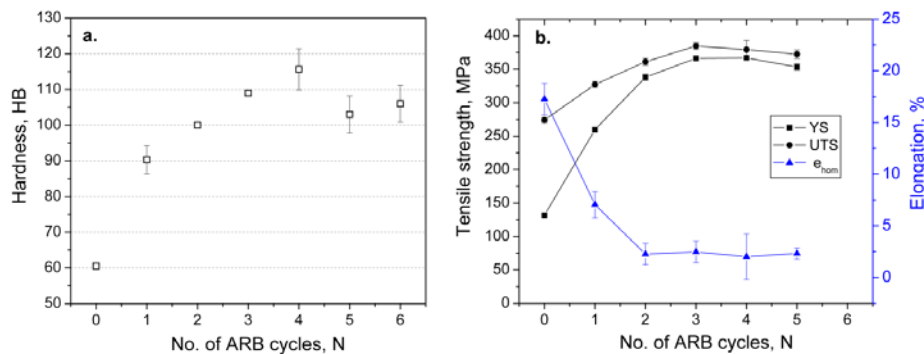 a.
Hardness, HB
130
120
110
100
90
80
70
60
50
0 1 2 3 4 5 6
No. of ARB cycles, N
b.
Tensile strength, MPa
400
350
300
250
200
150
100
50
0
YS
UTS
e_hom
25
20
15
10
5
0
Elongation, %
0 1 2 3 4 5 6
No. of ARB cycles, N